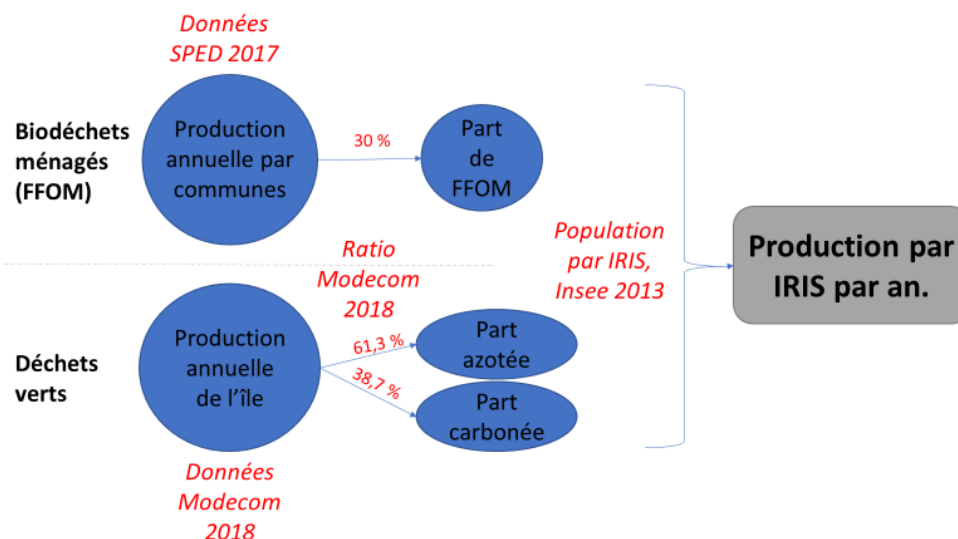 Données
SPED 2017
Biodéchets
ménagés
(FFOM)
Production
annuelle par
communes
30 %
Part
de
FFOM
Ratio
Modecom
2018
Population
par IRIS,
Insee 2013
Production par
IRIS par an.
Déchets
verts
Production
annuelle
de l'île
61,3 %
38,7 %
Part
azotée
Part
carbonée
Données
Modecom
2018